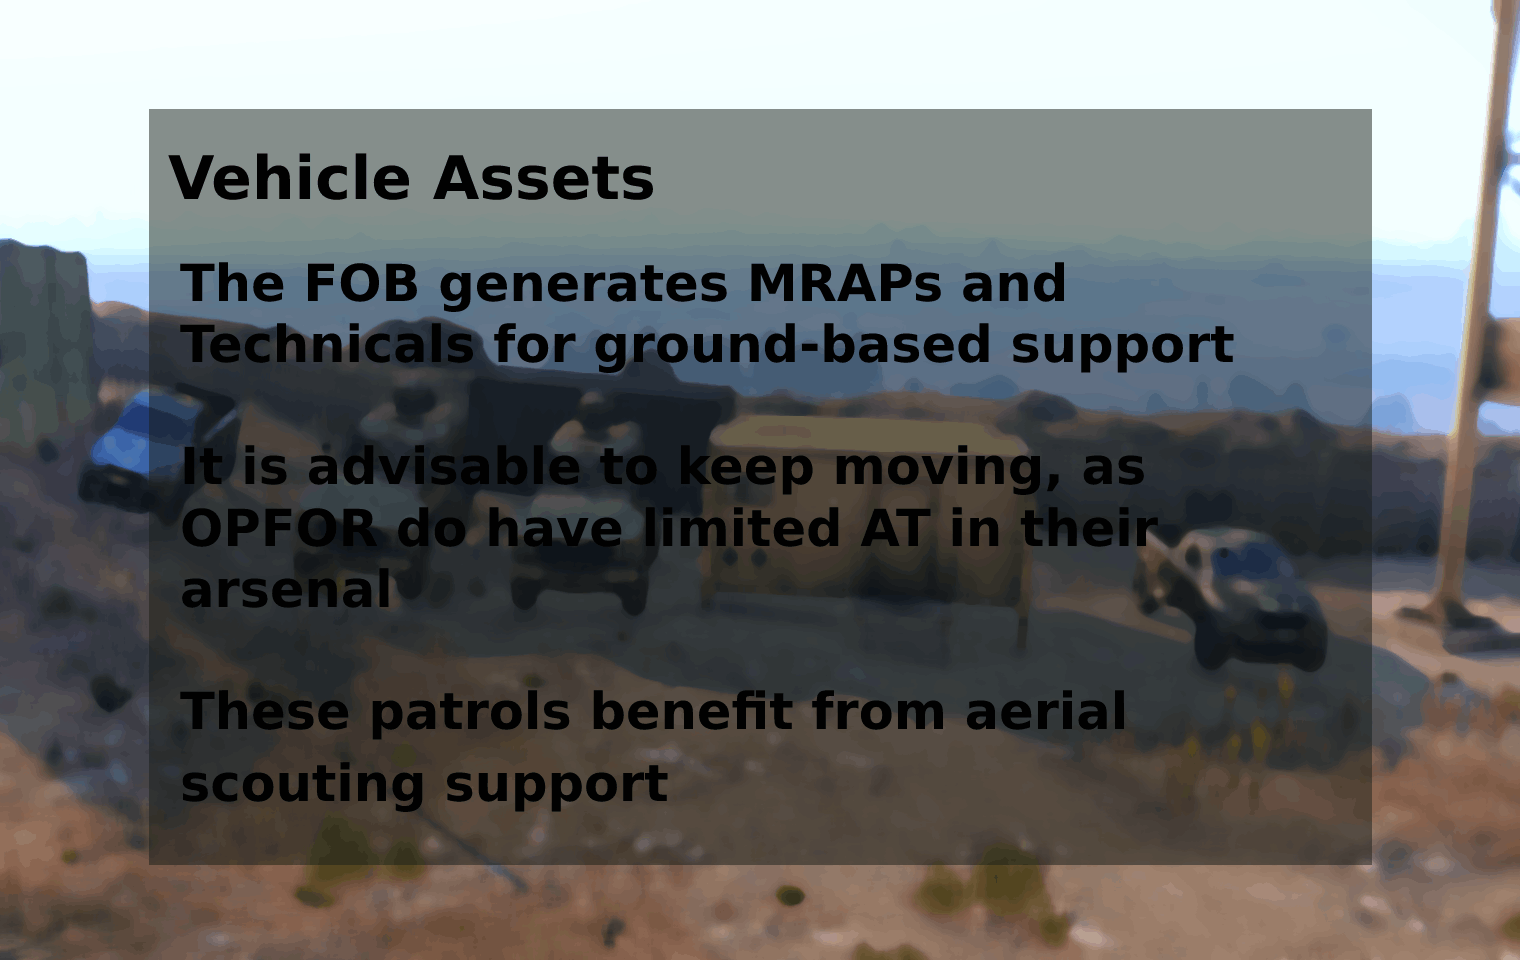 Vehicle Assets
The FOB generates MRAPs and
Technicals for ground-based support
It is advisable to keep moving, as
OPFOR do have limited AT in their
arsenal
These patrols benefit from aerial
scouting support